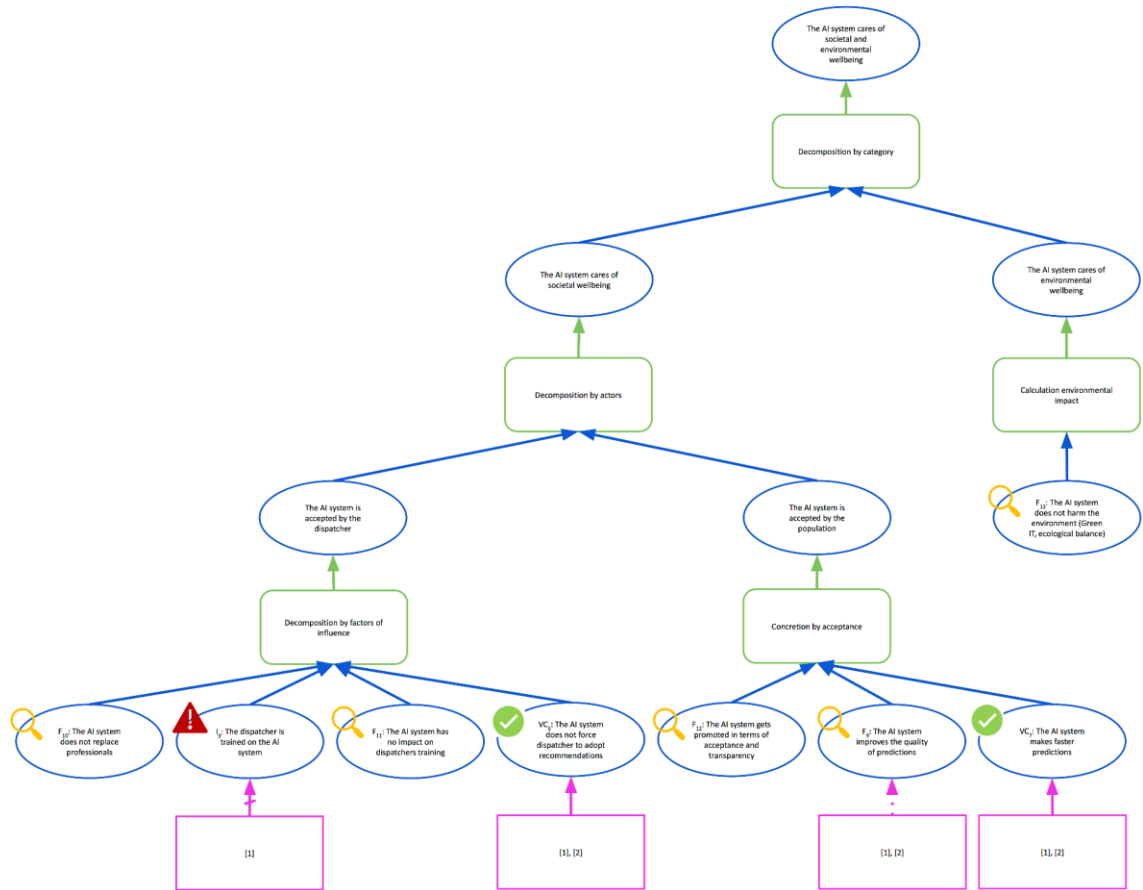 The AI system cares of
societal and
environmental
wellbeing
Decomposition by category
The AI system cares of
societal wellbeing
The AI system cares of
environmental
wellbeing
Decomposition by actors
Calculation environmental
impact
The AI system is
accepted by the
dispatcher
The AI system is
accepted by the
population
F13: The AI system
does not harm the
environment (Green
IT, ecological balance)
Decomposition by factors of
influence
Concretion by acceptance
F10: The AI system
does not replace
professionals
The dispatcher is
trained on the AI
system
F11: The AI system has
no impact on
dispatchers training
The AI system
does not force
dispatcher to adopt
recommendations
F12: The AI system gets
promoted in terms of
acceptance and
transparency
The AI system
improves the quality
of predictions
The AI system
makes faster
predictions
[1]
[1], [2]
[1], [2]
[1], [2]